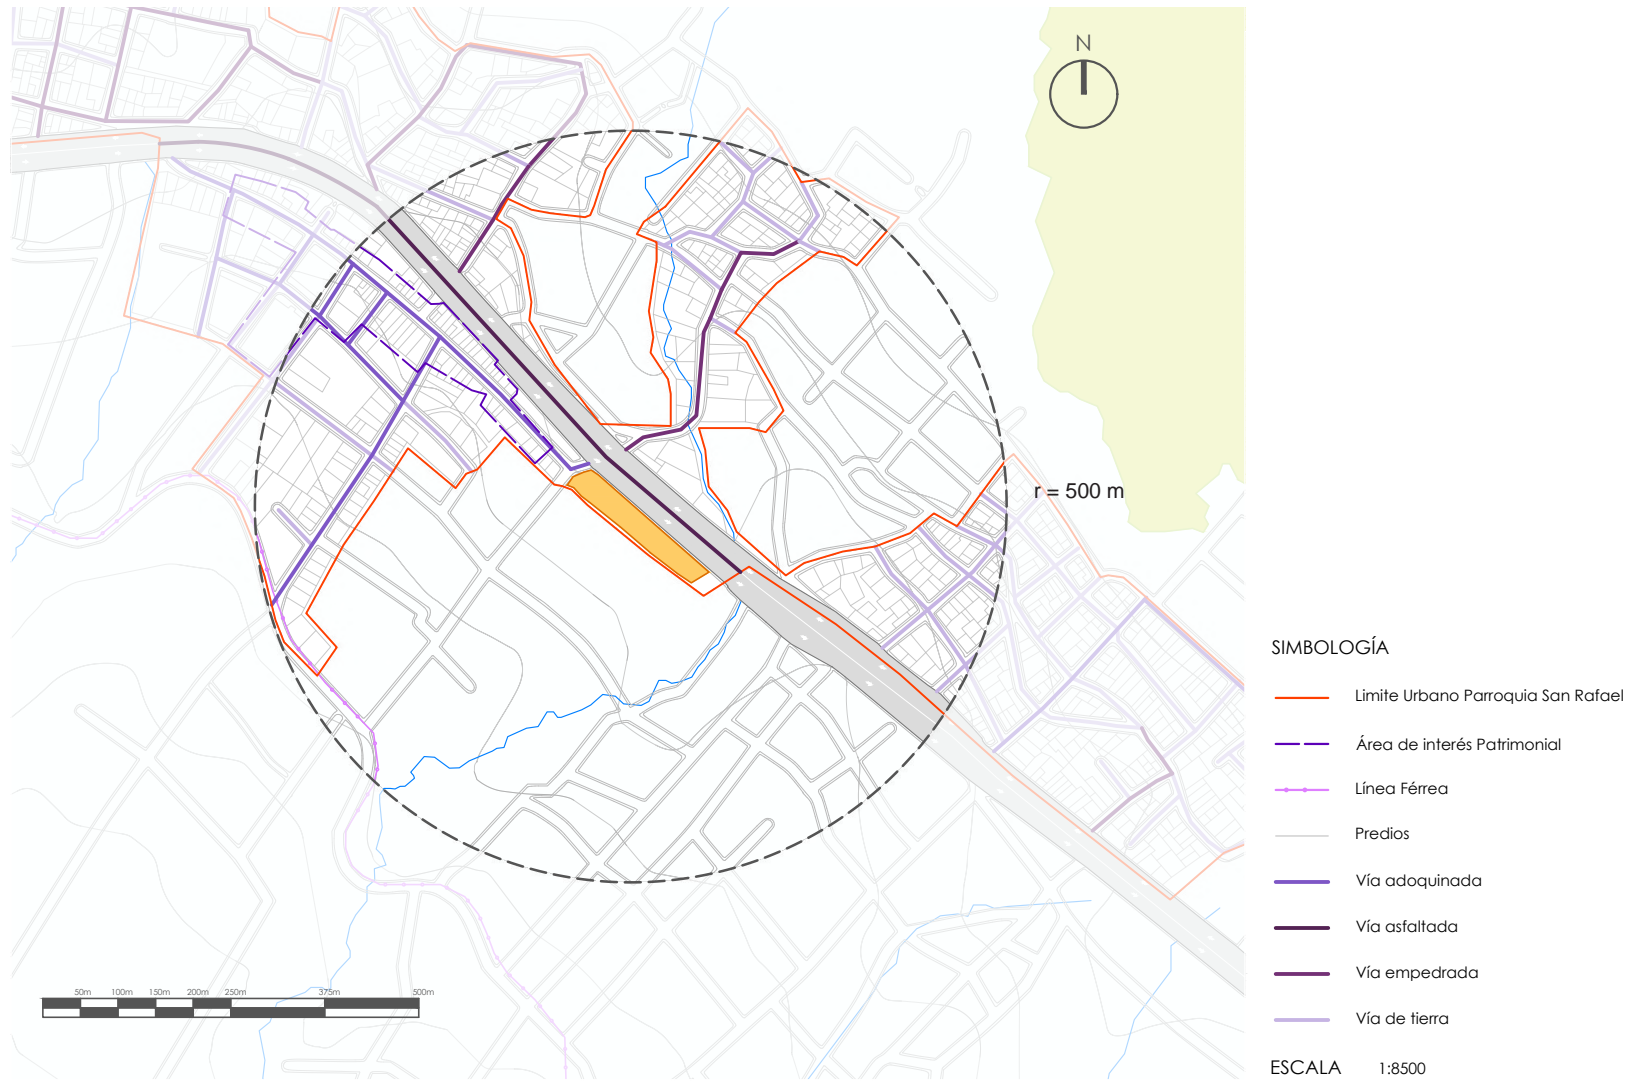 N
r = 500 m
SIMBOLOGÍA
Limite Urbano Parroquia San Rafael
Área de interés Patrimonial
Línea Férrea
Predios
Vía adoquinada
Vía asfaltada
Vía empedrada
Vía de tierra
50m 100m 150m 200m 250m 375m 500m
ESCALA 1:8500